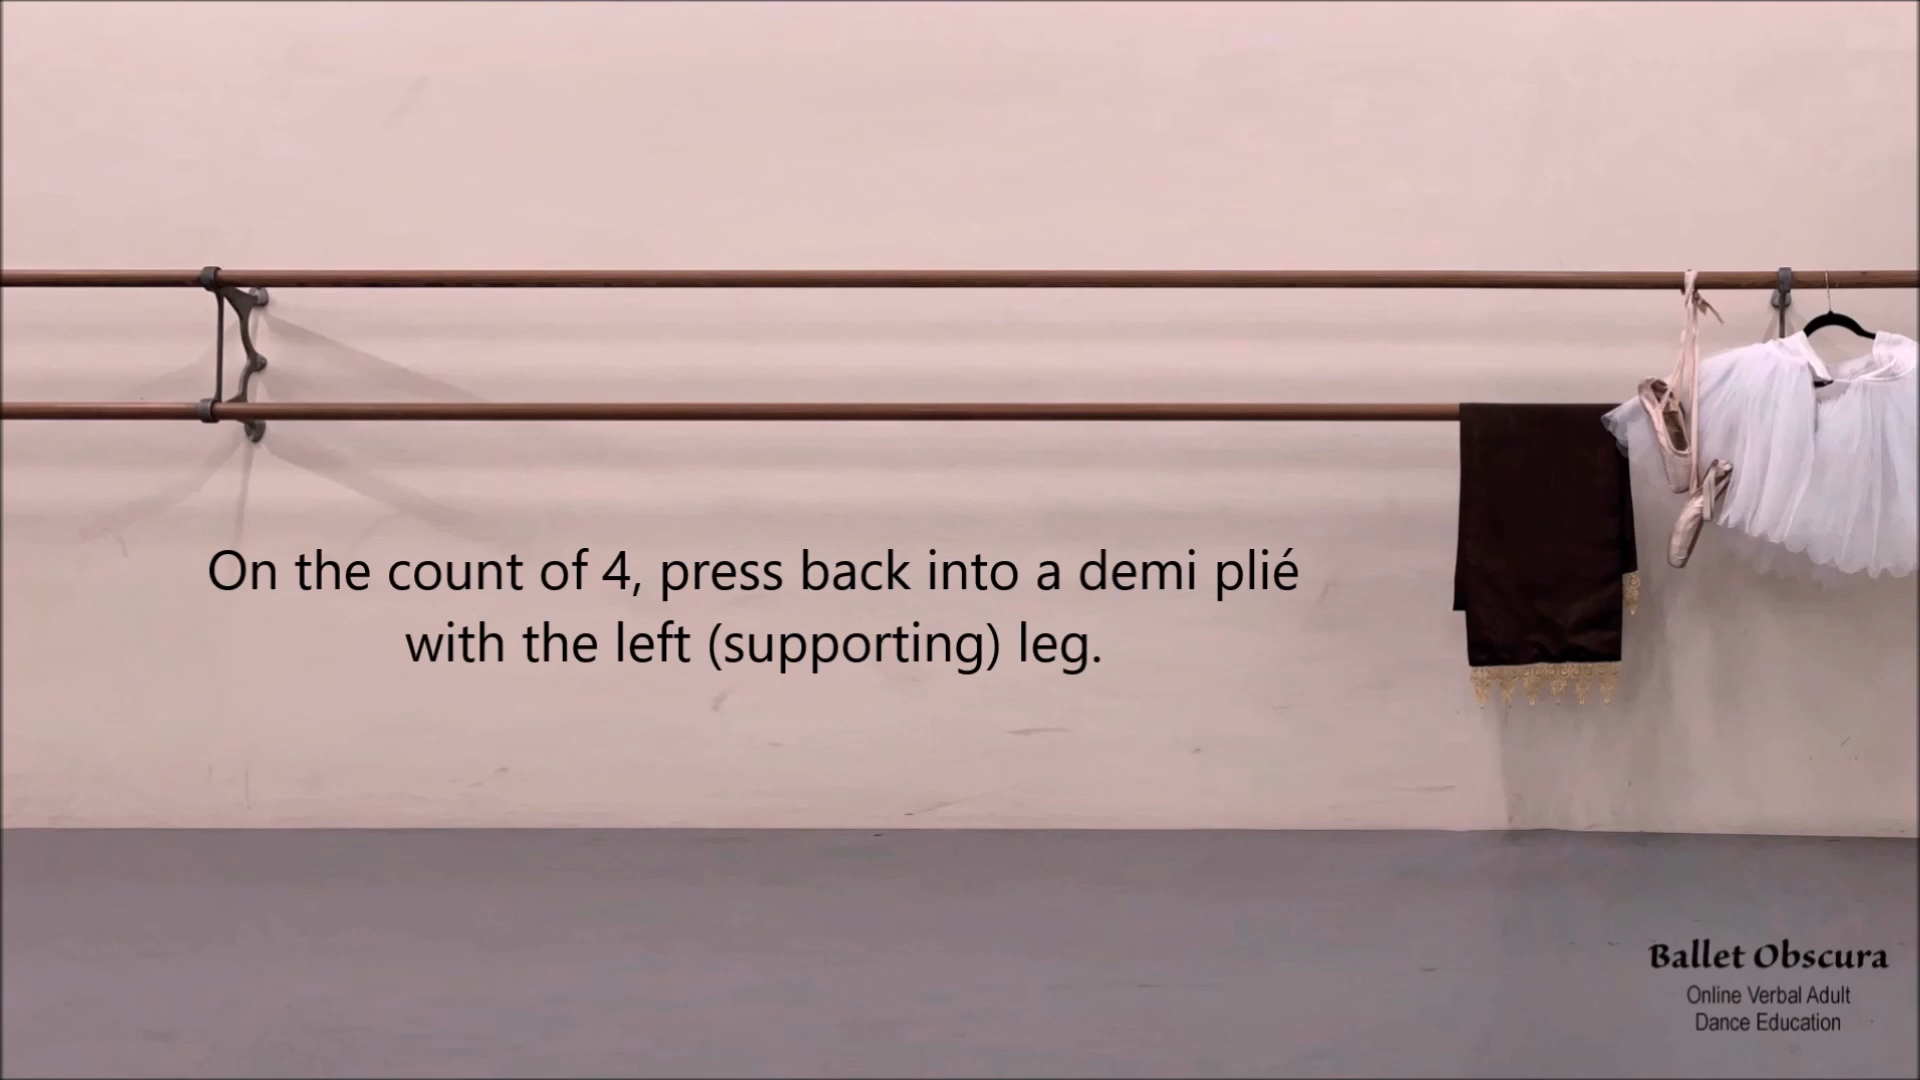 On the count of 4, press back into a demi plié
with the left (supporting) leg.
Ballet Obscura
Online Verbal Adult
Dance Education